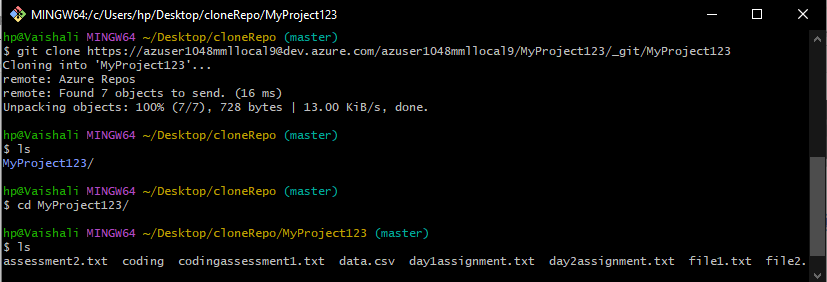 MINGW64:/c/Users/hp/Desktop/cloneRepo/MyProject123
hp@Vaishali MINGW64 ~/Desktop/cloneRepo (master)
$ git clone https://azuser1048mmllocal9@dev.azure.com/azuser1048mmllocal9/MyProject123/_git/MyProject123
Cloning into 'MyProject123'...
remote: Azure Repos
remote: Found 7 objects to send. (16 ms)
Unpacking objects: 100% (7/7), 728 bytes | 13.00 KiB/s, done.
hp@Vaishali MINGW64 ~/Desktop/cloneRepo (master)
$ ls
MyProject123/
hp@Vaishali MINGW64 ~/Desktop/cloneRepo (master)
$ cd MyProject123/
hp@Vaishali MINGW64 ~/Desktop/cloneRepo/MyProject123 (master)
$ ls
assessment2.txt  coding  codingassessment1.txt  data.csv  day1assignment.txt  day2assignment.txt  file1.txt  file2.